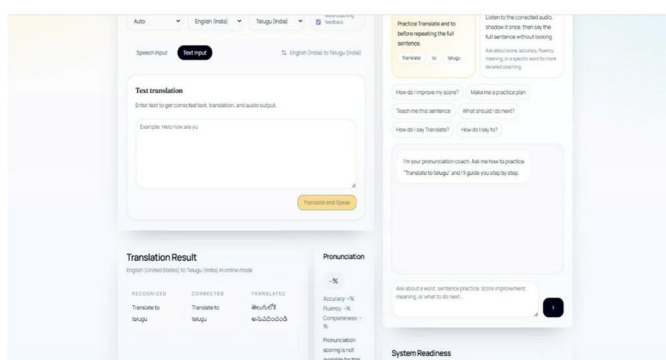 Auto
English (India)
Telugu (India)
feedback.
Speech Input
Text Input
English (India) to Telugu (India)
Text translation
Enter text to get corrected text, translation, and audio output.
Example: Helo how are yu
Translate and Speak
Translation Result
English (United States) to Telugu (India) in online mode
RECOGNIZED
Translate to
telugu
CORRECTED
Translate to
telugu
TRANSLATED
తెలుగులోకి
అనువదించండి
Pronunciation
-%
Accuracy: -%
Fluency: -%
Completeness: -
%
Pronunciation
scoring is not
available for this
Practice Translate and to
before repeating the full
sentence.
Translate
to
telugu
Listen to the corrected audio,
shadow it once, then say the
full sentence without looking.
Ask about score, accuracy, fluency,
meaning, or a specific word for more
detailed coaching.
How do I improve my score?
Make me a practice plan
Teach me this sentence
What should I do next?
How do I say Translate?
How do I say to?
I'm your pronunciation coach. Ask me how to practice
"Translate to telugu" and I'll guide you step by step.
Ask about a word, sentence practice, score improvement,
meaning, or what to do next...
System Readiness